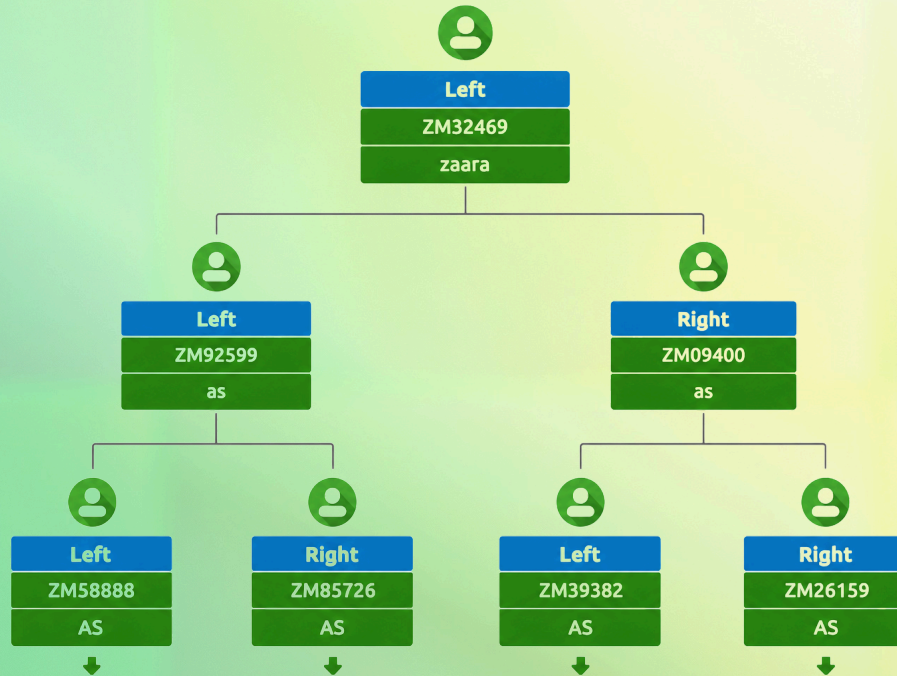 Left
ZM32469
zaara
Left
ZM92599
as
Right
ZM09400
as
Left
ZM58888
AS
Right
ZM85726
AS
Left
ZM39382
AS
Right
ZM26159
AS